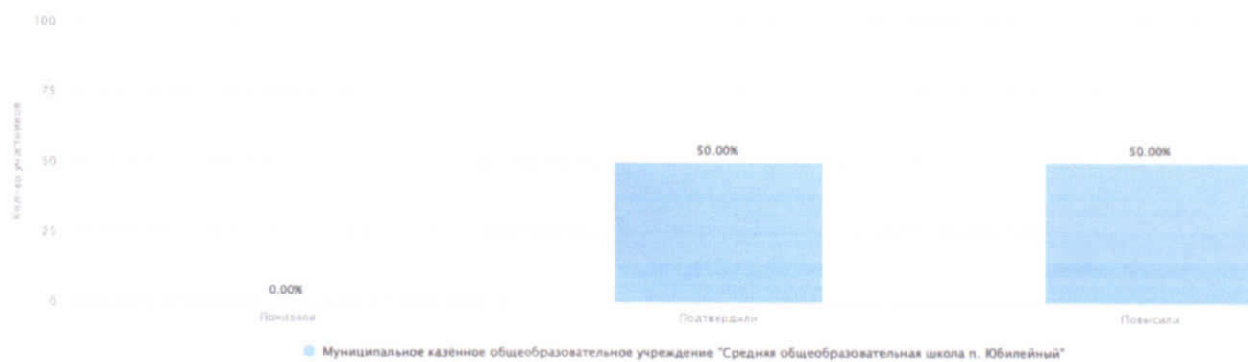 100
75
50
25
0
Кол-во участников
0.00%
50.00%
50.00%
Понизили
Подтвердили
Повысили
Муниципальное казённое общеобразовательное учреждение "Средняя общеобразовательная школа п. Юбилейный"